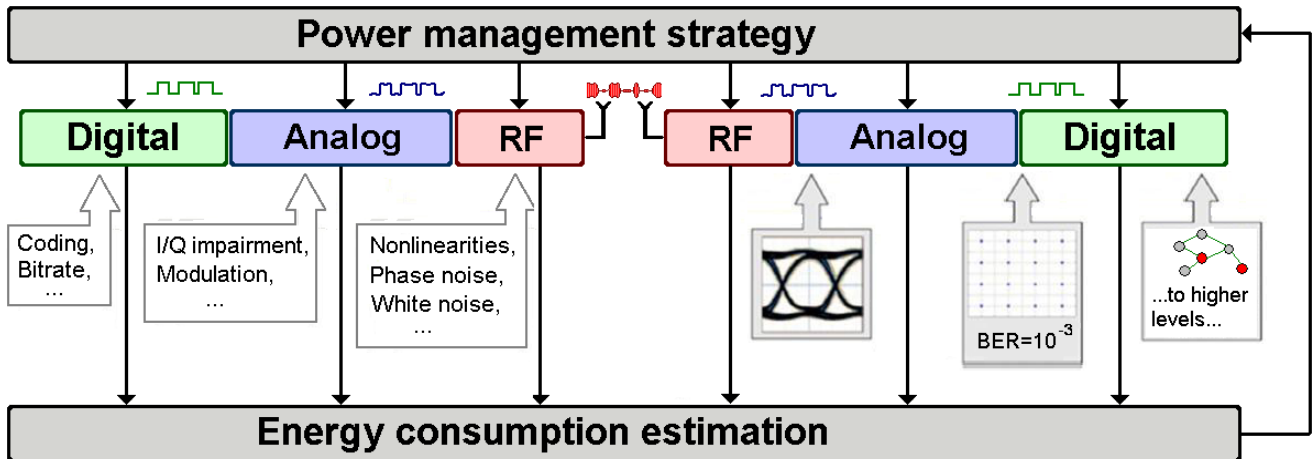 Power management strategy
Digital
Analog
RF
RF
Analog
Digital
Coding,
Bitrate,
...
I/Q impairment,
Modulation,
...
Nonlinearities,
Phase noise,
White noise,
...
BER=10⁻³
...to higher
levels...
Energy consumption estimation